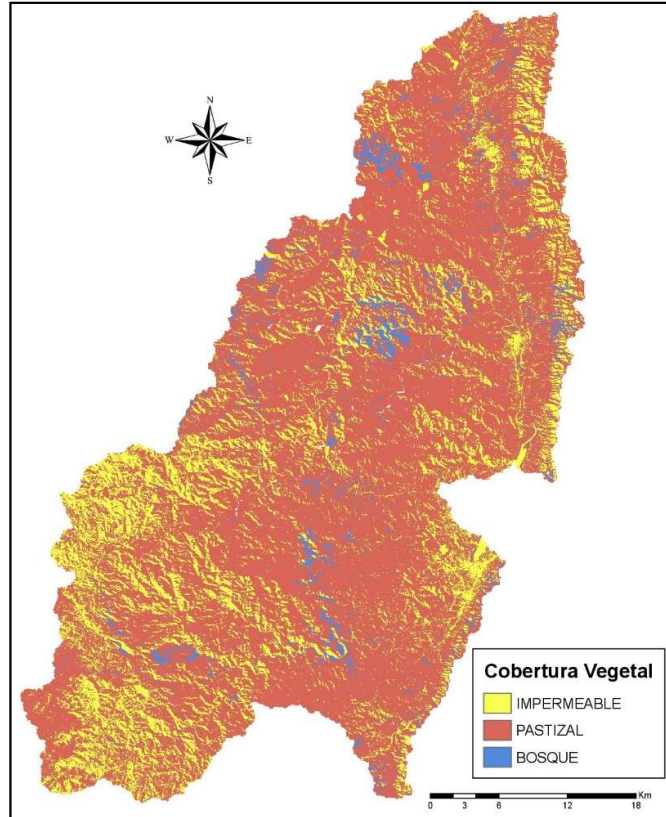 N
W E
S
Cobertura Vegetal
IMPERMEABLE
PASTIZAL
BOSQUE
Km
0 3 6 12 18